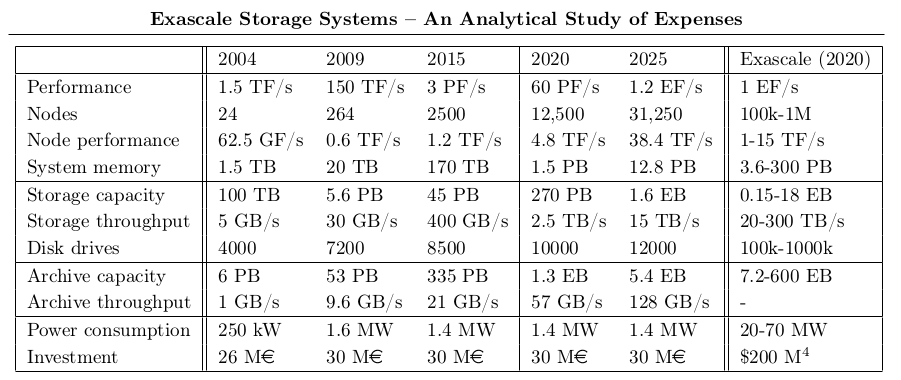 Exascale Storage Systems – An Analytical Study of Expenses
2004 2009 2015 2020 2025 Exascale (2020)
Performance 1.5 TF/s 150 TF/s 3 PF/s 60 PF/s 1.2 EF/s 1 EF/s
Nodes 24 264 2500 12,500 31,250 100k-1M
Node performance 62.5 GF/s 0.6 TF/s 1.2 TF/s 4.8 TF/s 38.4 TF/s 1-15 TF/s
System memory 1.5 TB 20 TB 170 TB 1.5 PB 12.8 PB 3.6-300 PB
Storage capacity 100 TB 5.6 PB 45 PB 270 PB 1.6 EB 0.15-18 EB
Storage throughput 5 GB/s 30 GB/s 400 GB/s 2.5 TB/s 15 TB/s 20-300 TB/s
Disk drives 4000 7200 8500 10000 12000 100k-1000k
Archive capacity 6 PB 53 PB 335 PB 1.3 EB 5.4 EB 7.2-600 EB
Archive throughput 1 GB/s 9.6 GB/s 21 GB/s 57 GB/s 128 GB/s -
Power consumption 250 kW 1.6 MW 1.4 MW 1.4 MW 1.4 MW 20-70 MW
Investment 26 M€ 30 M€ 30 M€ 30 M€ 30 M€ $200 M⁴